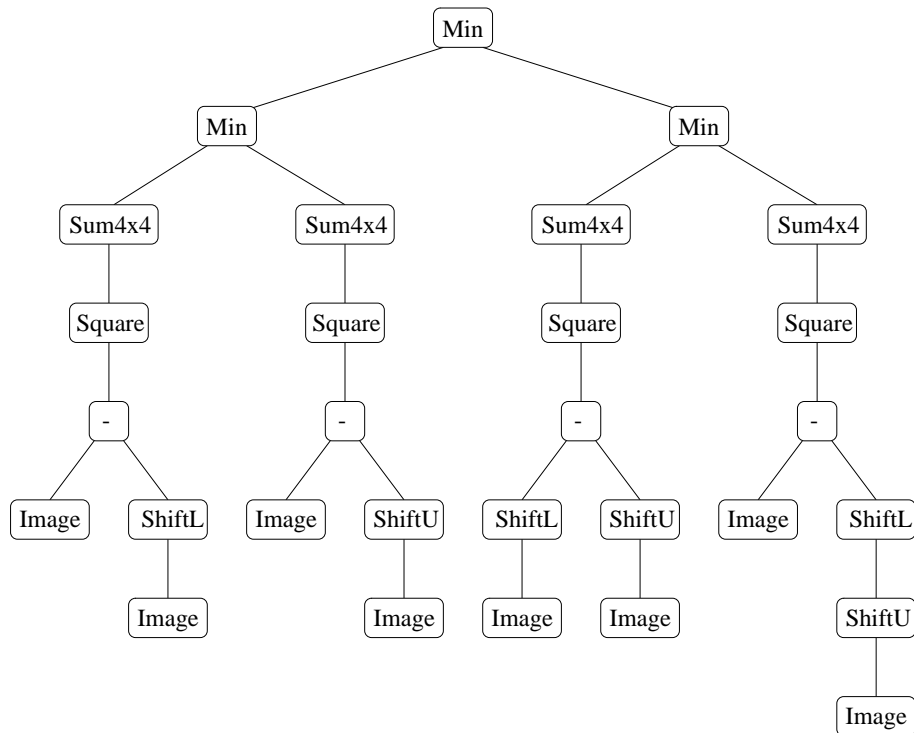 Min
Min Min
Sum4x4 Sum4x4 Sum4x4 Sum4x4
Square Square Square Square
- - - -
Image ShiftL Image ShiftU ShiftL ShiftU Image ShiftL
Image Image Image Image ShiftU
Image